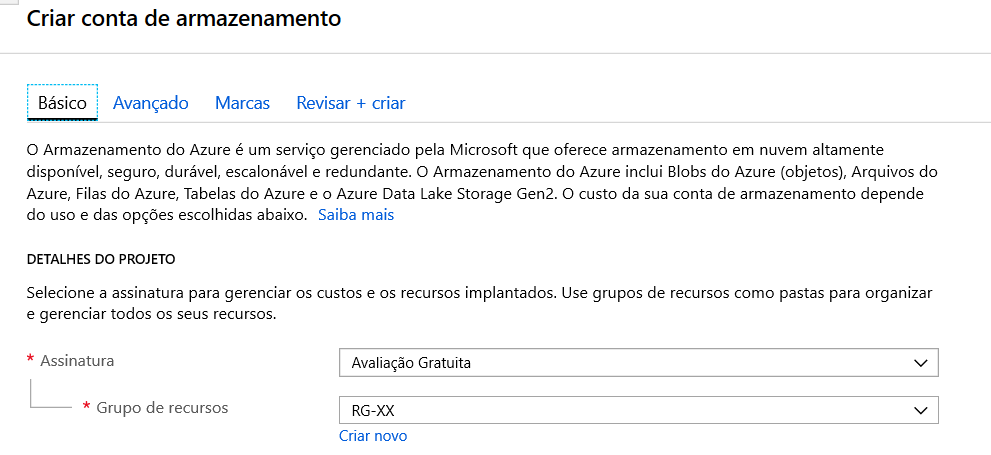 Criar conta de armazenamento
Básico Avançado Marcas Revisar + criar
O Armazenamento do Azure é um serviço gerenciado pela Microsoft que oferece armazenamento em nuvem altamente
disponível, seguro, durável, escalonável e redundante. O Armazenamento do Azure inclui Blobs do Azure (objetos), Arquivos do
Azure, Filas do Azure, Tabelas do Azure e o Azure Data Lake Storage Gen2. O custo da sua conta de armazenamento depende
do uso e das opções escolhidas abaixo. Saiba mais
DETALHES DO PROJETO
Selecione a assinatura para gerenciar os custos e os recursos implantados. Use grupos de recursos como pastas para organizar
e gerenciar todos os seus recursos.
* Assinatura Avaliação Gratuita
* Grupo de recursos RG-XX
Criar novo